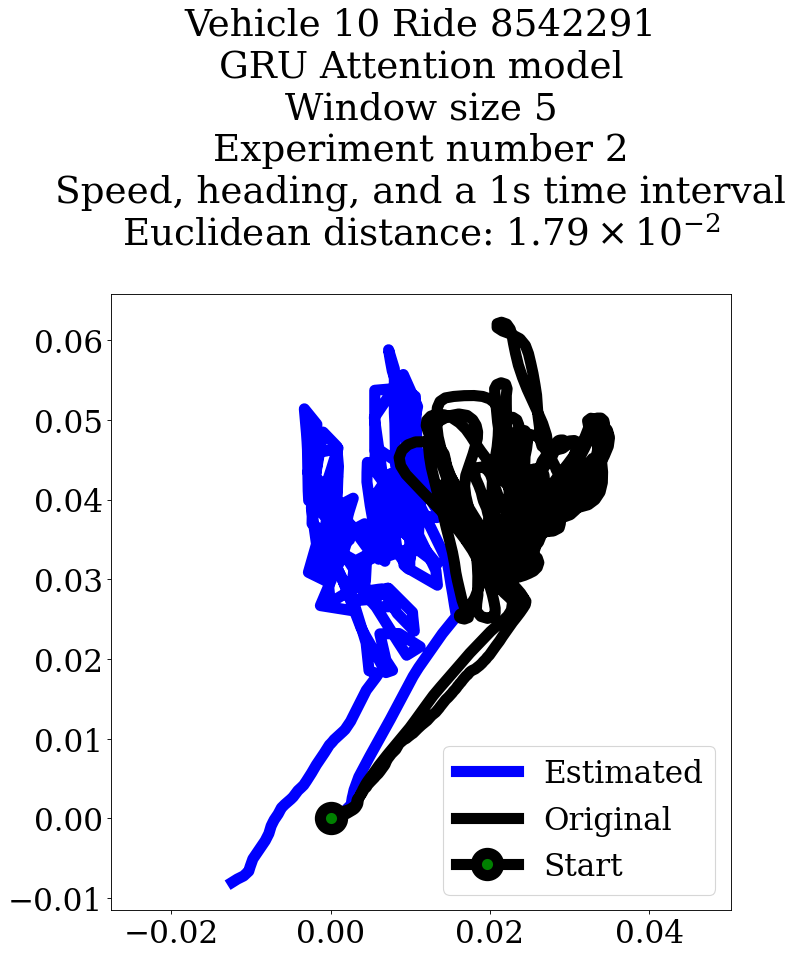 Vehicle 10 Ride 8542291
GRU Attention model
Window size 5
Experiment number 2
Speed, heading, and a 1s time interval
Euclidean distance: 1.79 × 10⁻²
0.06
0.05
0.04
0.03
0.02
0.01
0.00
−0.01
Estimated
Original
Start
−0.02 0.00 0.02 0.04